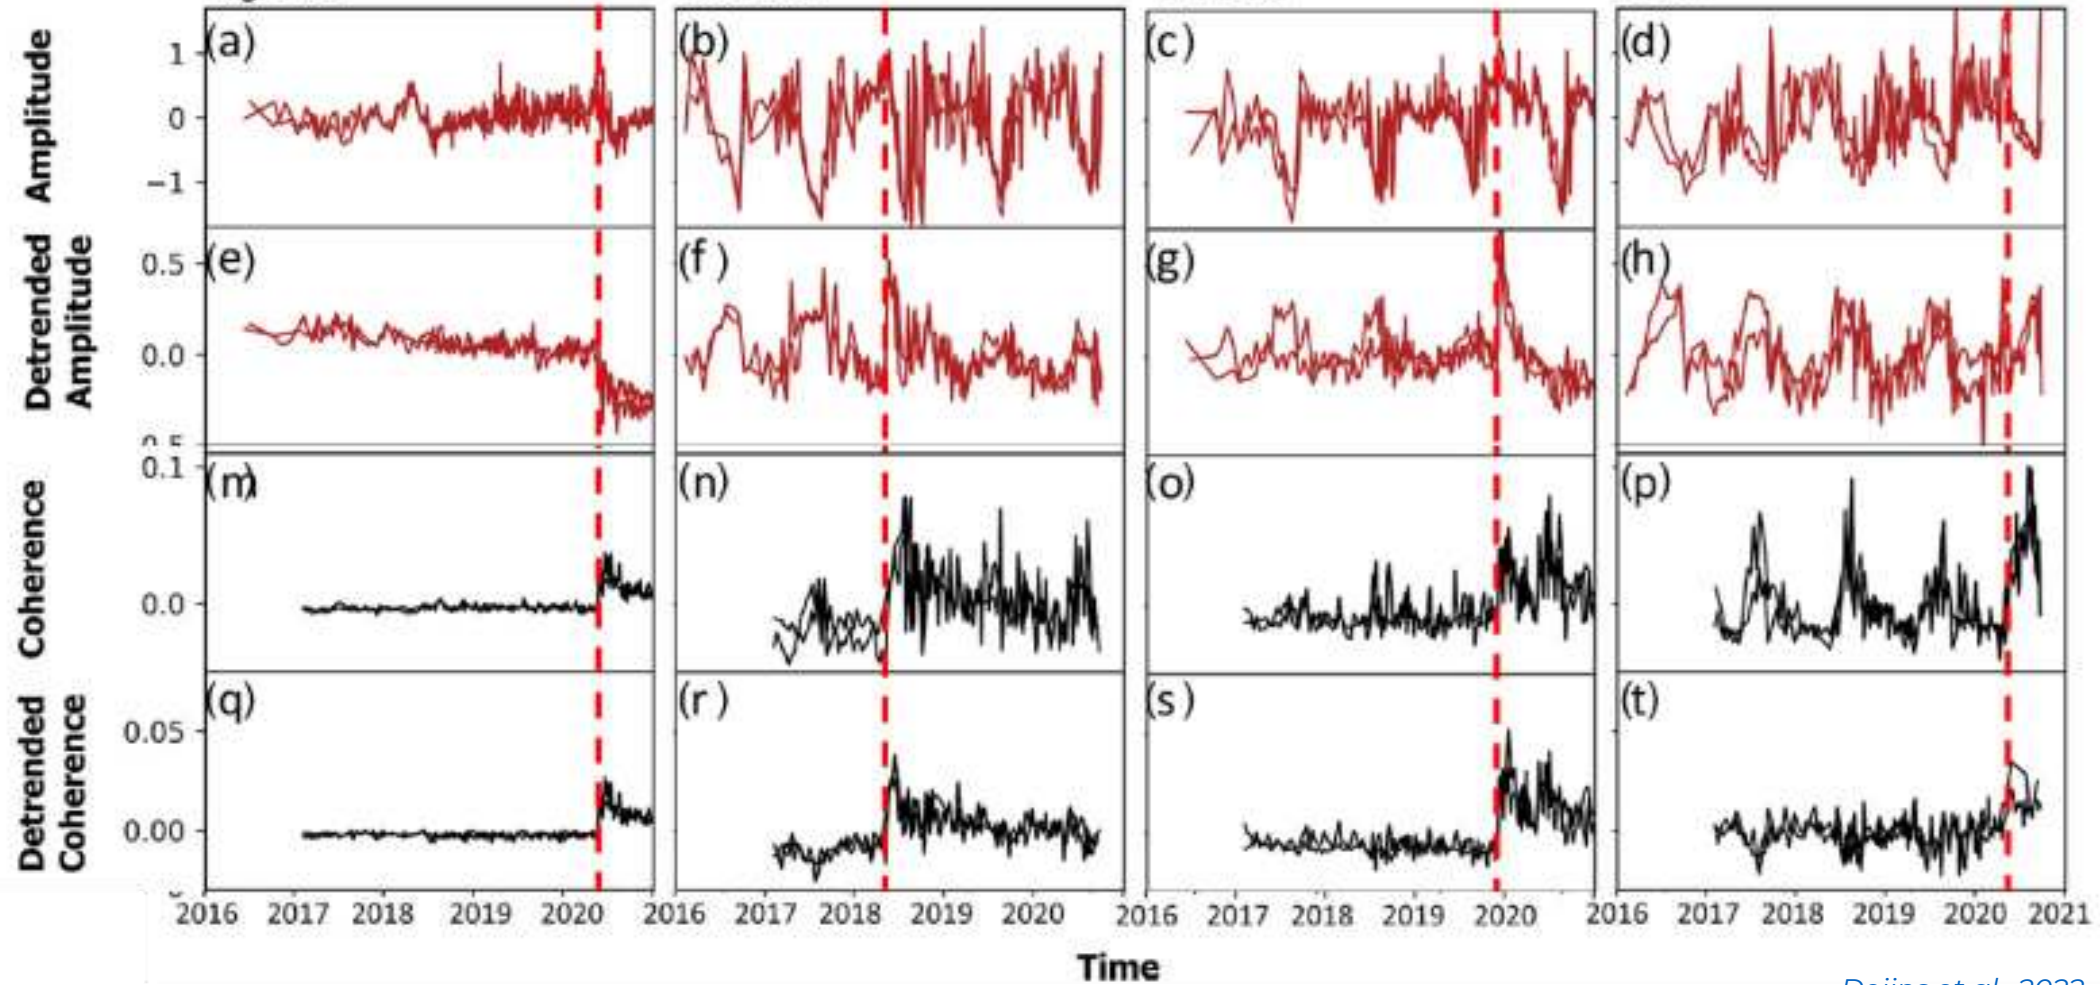 Amplitude
1
0
−1
(a)
(b)
(c)
(d)
Detrended
Amplitude
0.5
0.0
(e)
(f)
(g)
(h)
Coherence
0.1
0.0
(m)
(n)
(o)
(p)
Detrended
Coherence
0.05
0.00
(q)
(r)
(s)
(t)
2016 2017 2018 2019 2020 2016 2017 2018 2019 2020 2016 2017 2018 2019 2020 2016 2017 2018 2019 2020 2021
Time